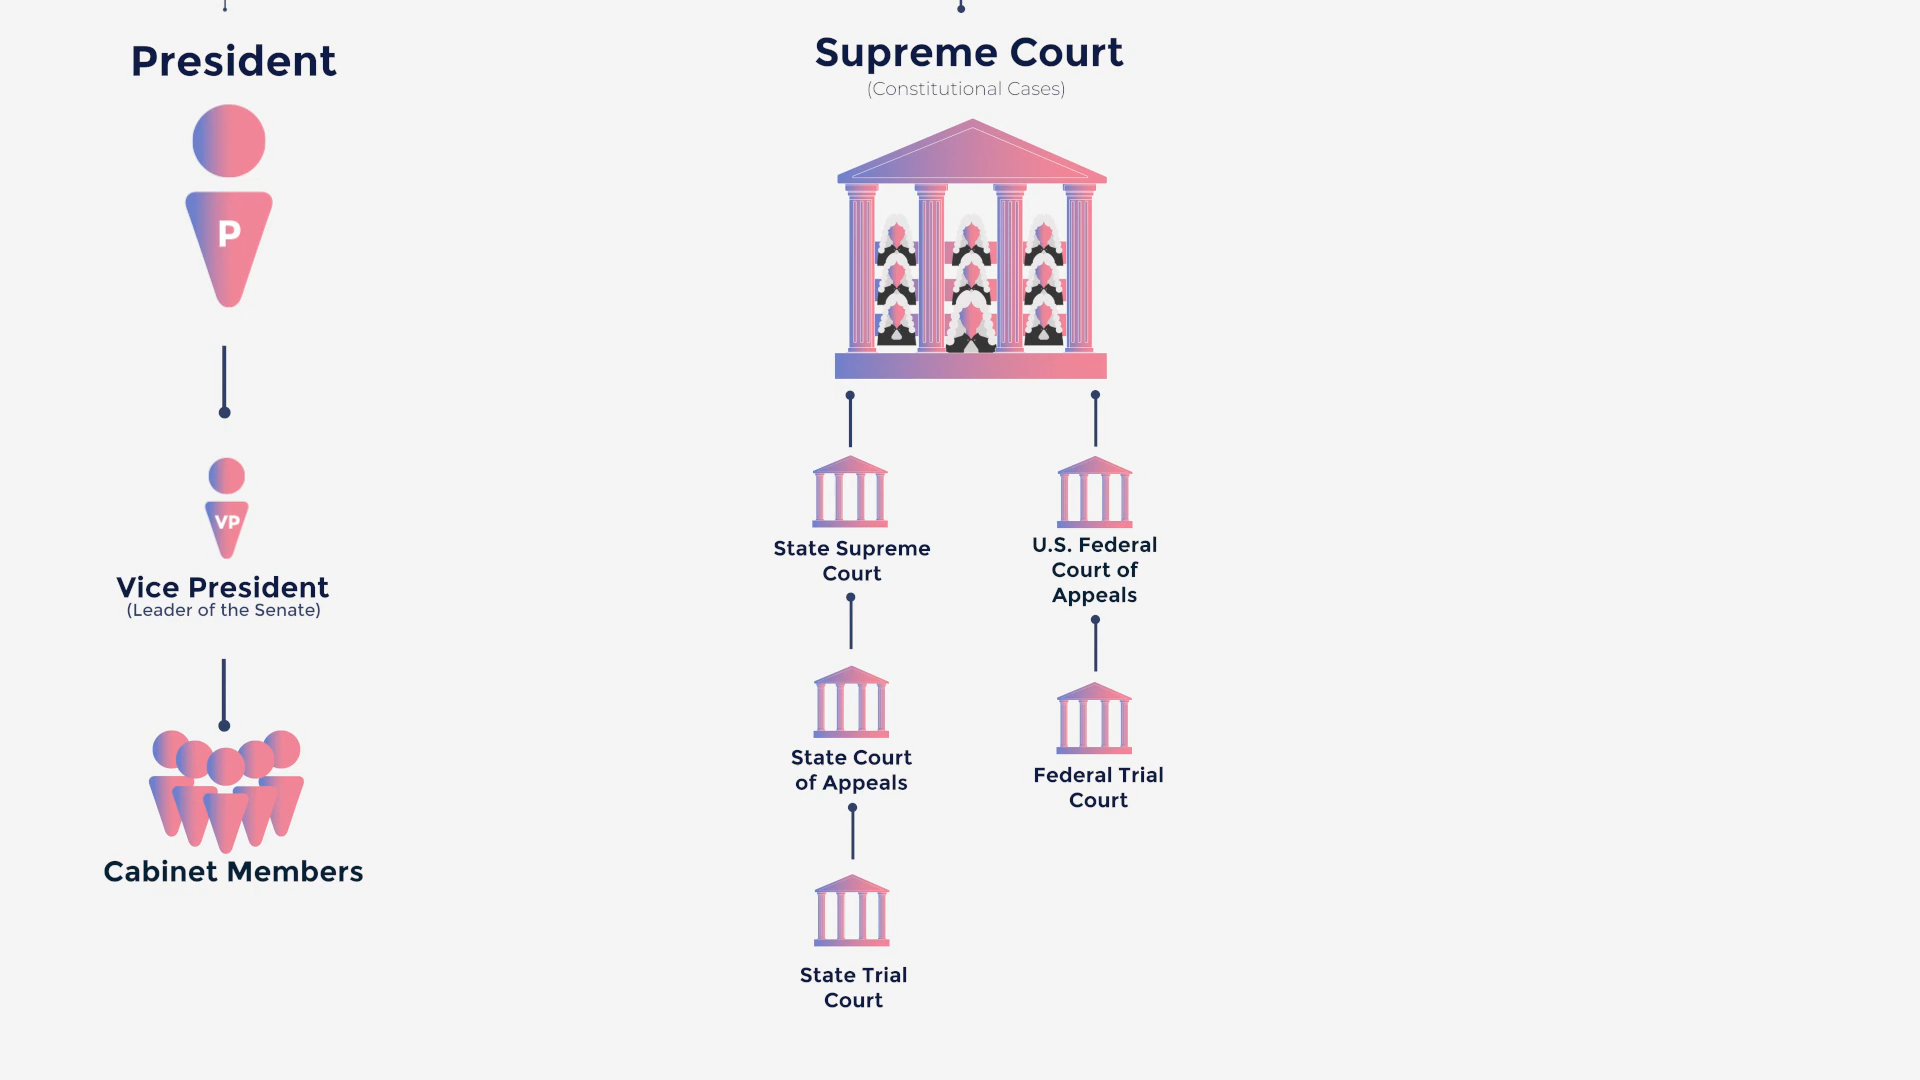 President
P
VP
Vice President
(Leader of the Senate)
Cabinet Members
Supreme Court
(Constitutional Cases)
State Supreme
Court
State Court
of Appeals
State Trial
Court
U.S. Federal
Court of
Appeals
Federal Trial
Court